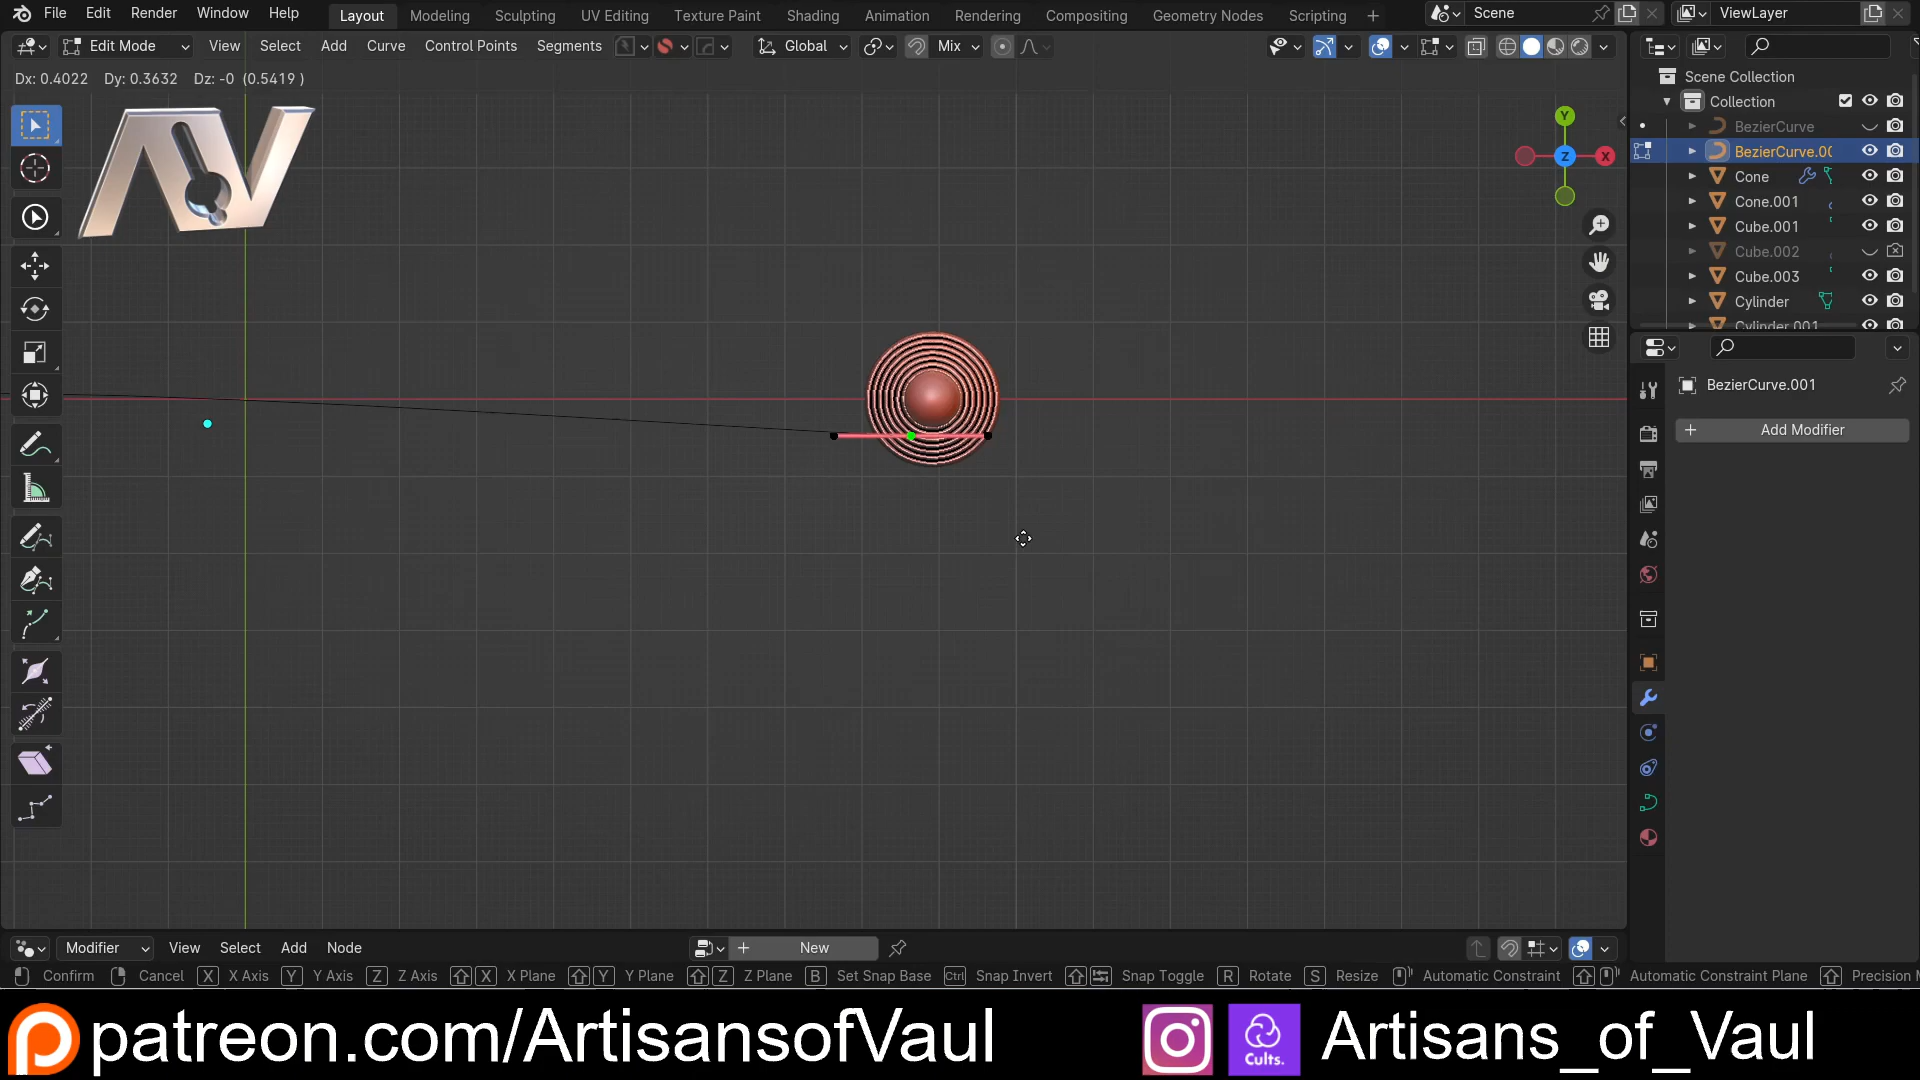 File Edit Render Window Help Layout Modeling Sculpting UV Editing Texture Paint Shading Animation Rendering Compositing Geometry Nodes Scripting + Scene ViewLayer
Edit Mode View Select Add Curve Control Points Segments Global Mix
Dx: 0.4022 Dy: 0.3632 Dz: -0 (0.5419 )
AV
Y
Z
X
Scene Collection
Collection
BezierCurve
BezierCurve.00
Cone
Cone.001
Cube.001
Cube.002
Cube.003
Cylinder
Cylinder.001
BezierCurve.001
+ Add Modifier
Modifier View Select Add Node + New
Confirm Cancel X X Axis Y Y Axis Z Z Axis X X Plane Y Y Plane Z Z Plane B Set Snap Base Ctrl Snap Invert Snap Toggle R Rotate S Resize Automatic Constraint Automatic Constraint Plane Precision
patreon.com/ArtisansofVaul
Cults.
Artisans_of_Vaul